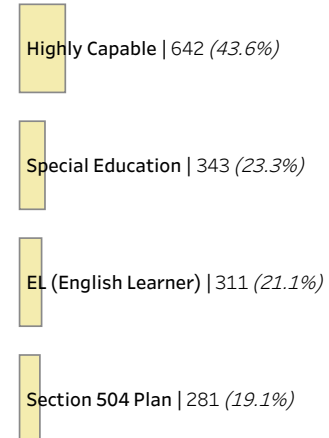 Highly Capable | 642 (43.6%)
Special Education | 343 (23.3%)
EL (English Learner) | 311 (21.1%)
Section 504 Plan | 281 (19.1%)